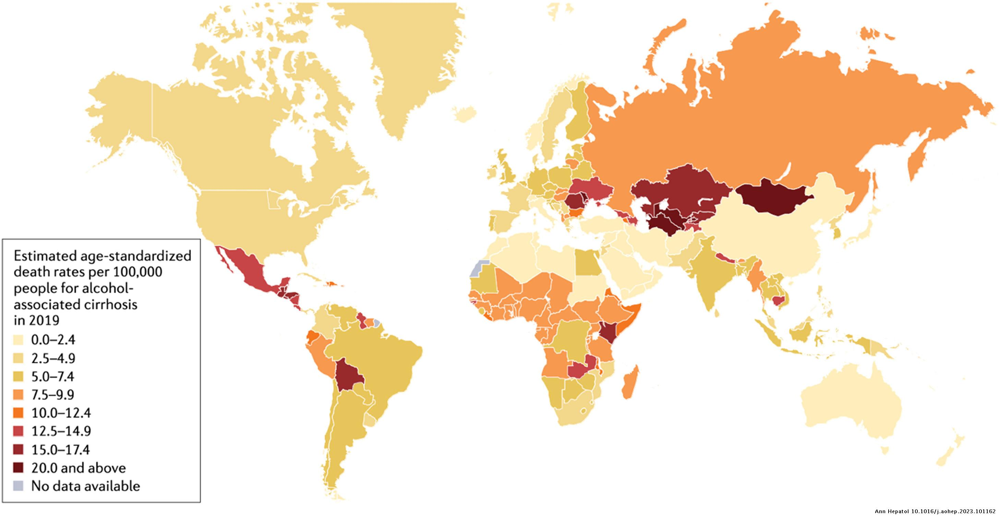 Estimated age-standardized
death rates per 100,000
people for alcohol-
associated cirrhosis
in 2019
0.0–2.4
2.5–4.9
5.0–7.4
7.5–9.9
10.0–12.4
12.5–14.9
15.0–17.4
20.0 and above
No data available
Ann Hepatol 10.1016/j.aohep.2023.101162